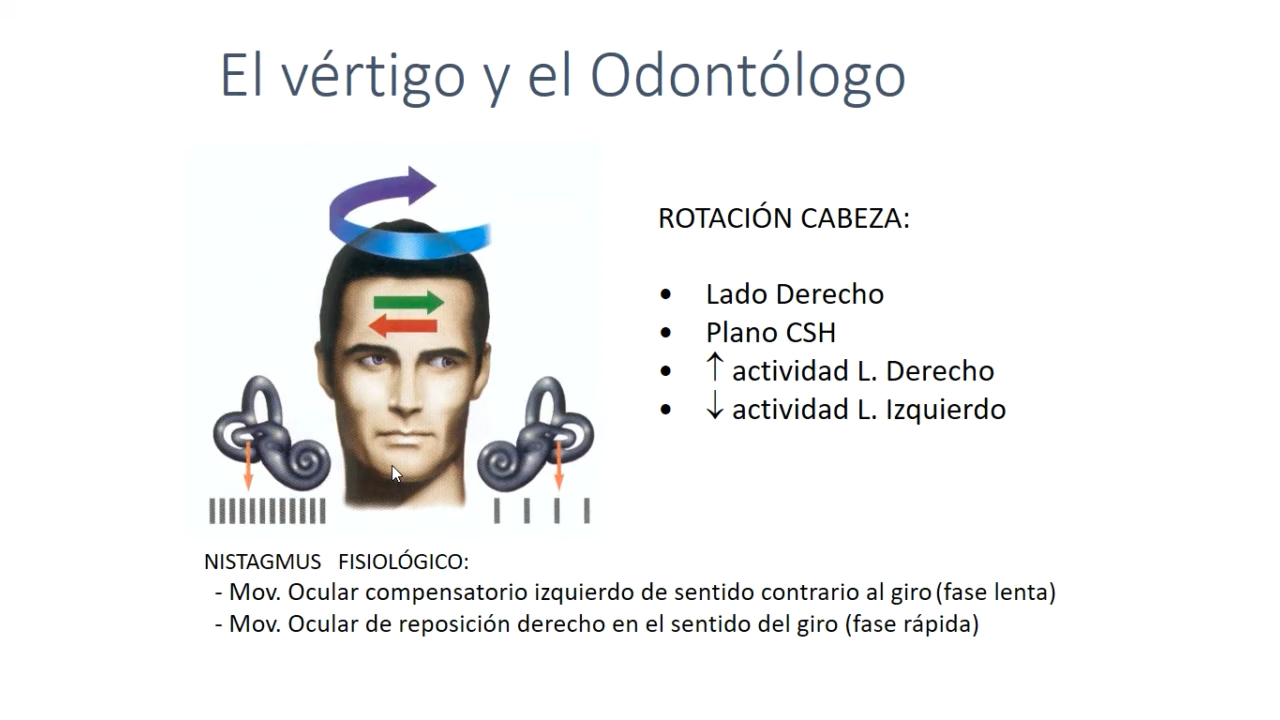 El vértigo y el Odontólogo
ROTACIÓN CABEZA:
• Lado Derecho
• Plano CSH
• ↑ actividad L. Derecho
• ↓ actividad L. Izquierdo
NISTAGMUS FISIOLÓGICO:
- Mov. Ocular compensatorio izquierdo de sentido contrario al giro (fase lenta)
- Mov. Ocular de reposición derecho en el sentido del giro (fase rápida)